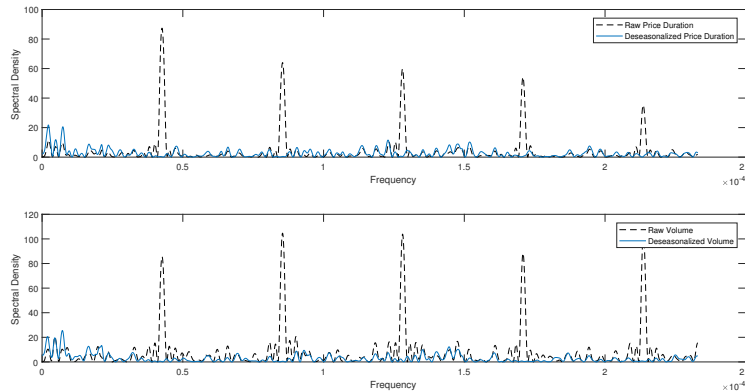 100
80
60
40
20
0
Spectral Density
Raw Price Duration
Deseasonalized Price Duration
0 0.5 1 1.5 2 2.5
×10⁻⁴
Frequency
120
100
80
60
40
20
0
Spectral Density
Raw Volume
Deseasonalized Volume
0 0.5 1 1.5 2
×10⁻⁴
Frequency